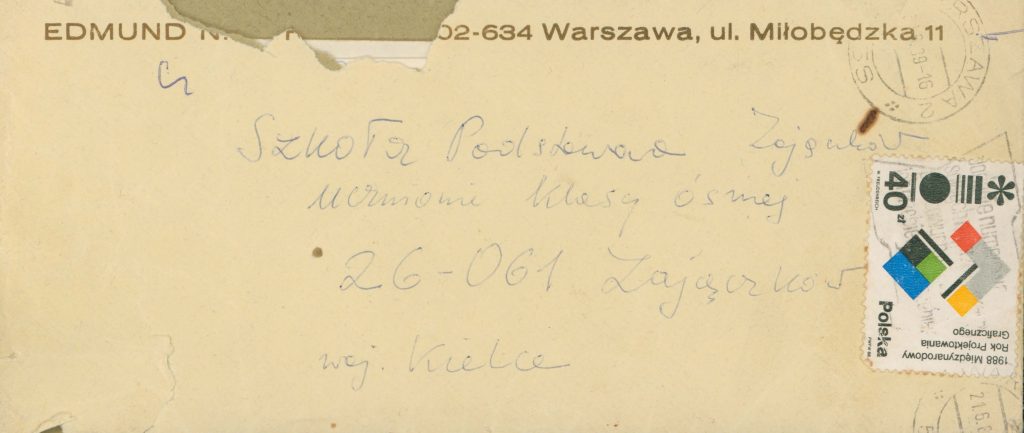 EDMUND N. 02-634 Warszawa, ul. Miłobędzka 11
Szkoła Podstawowa Zajączków
uczniowie klasy ósmej
26-061 Zajączków
woj. Kielce
40 zł
Polska
1988 Międzynarodowy
Rok Projektowania
Graficznego